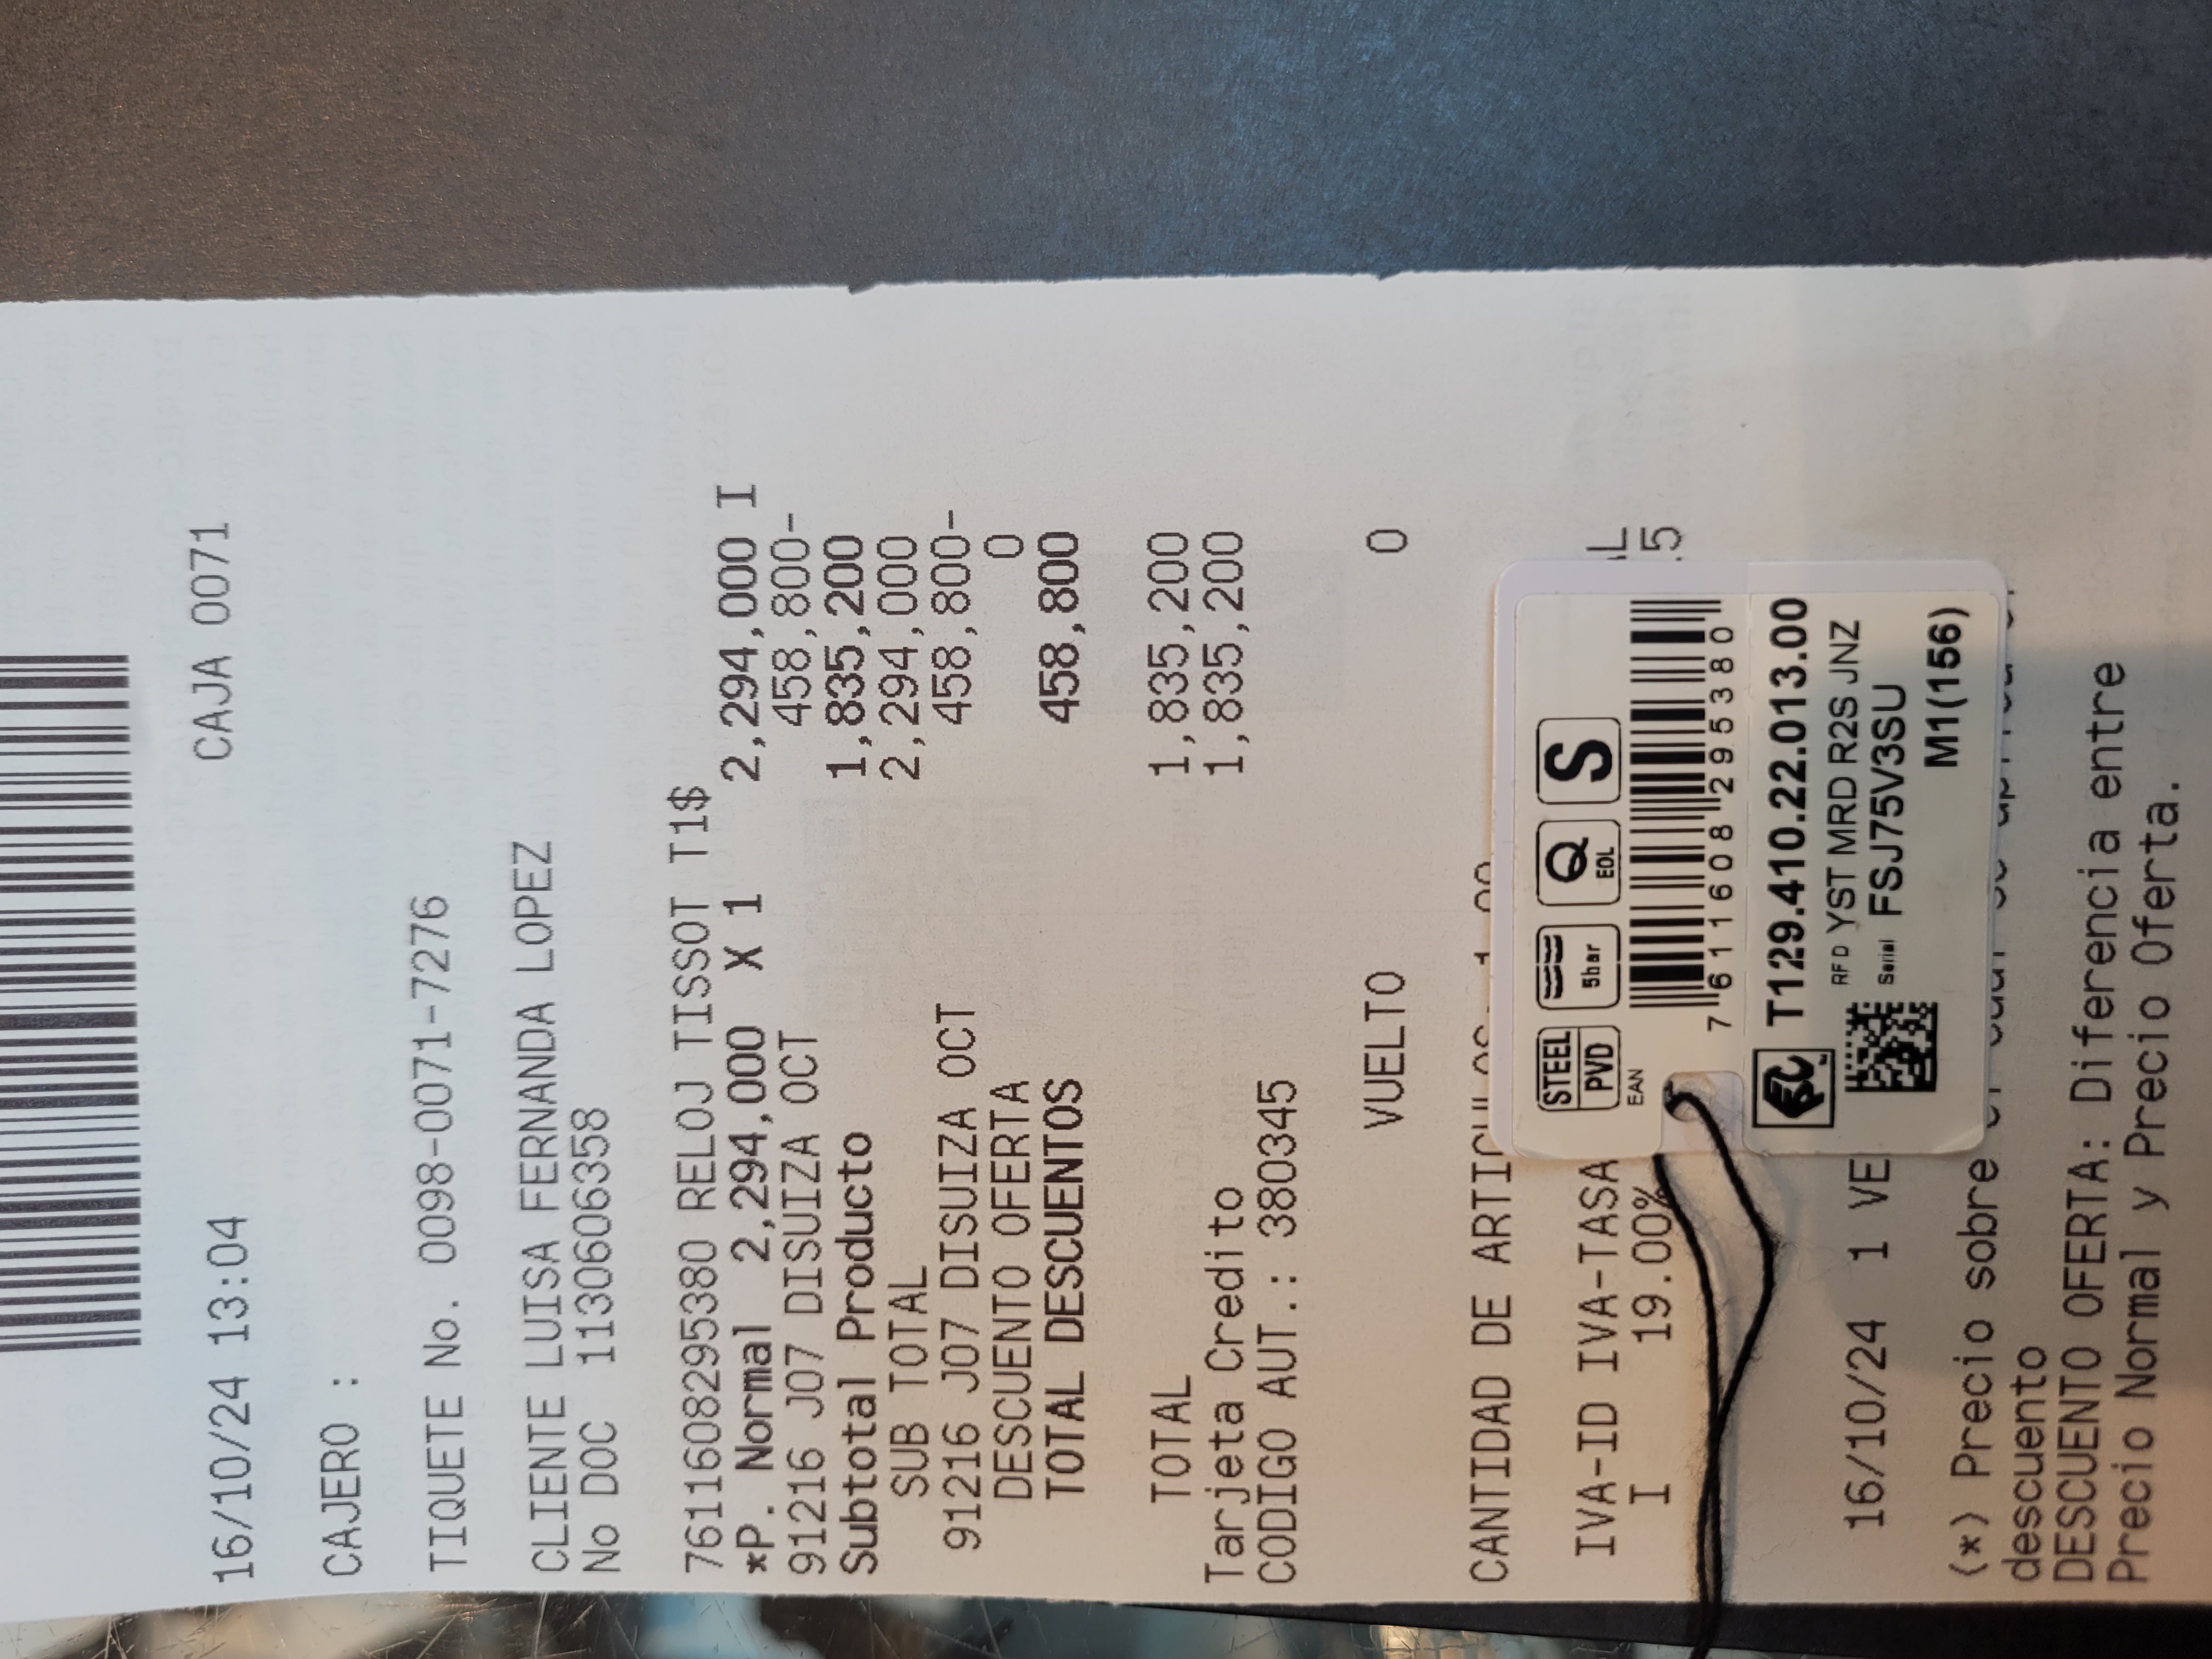 16/10/24 13:04 CAJA 0071
CAJERO :
TIQUETE No. 0098-0071-7276
CLIENTE LUISA FERNANDA LOPEZ
No DOC 1130606358
7611608295380 RELOJ TISSOT T1$
*P. Normal 2,294,000 X 1 2,294,000 I
91216 J07 DISUIZA OCT 458,800-
Subtotal Producto 1,835,200
SUB TOTAL 2,294,000
91216 J07 DISUIZA OCT 458,800-
DESCUENTO OFERTA 0
TOTAL DESCUENTOS 458,800
TOTAL 1,835,200
Tarjeta Credito 1,835,200
CODIGO AUT.: 380345
VUELTO 0
CANTIDAD DE
IVA-ID IVA-TASA
I 19.00%
16/10/24 1 VE
(*) Precio sobre
descuento
DESCUENTO OFERTA: Diferencia entre
Precio Normal y Precio Oferta.
STEEL PVD 5bar Q EOL S
EAN
7 611608 295380
T129.410.22.013.00
RFD YST MRD R2S JNZ
Serial FSJ75V3SU
M1(156)